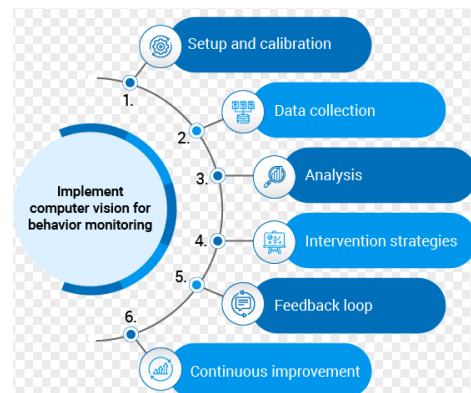 Implement
computer vision for
behavior monitoring
1.
Setup and calibration
2.
Data collection
3.
Analysis
4.
Intervention strategies
5.
Feedback loop
6.
Continuous improvement